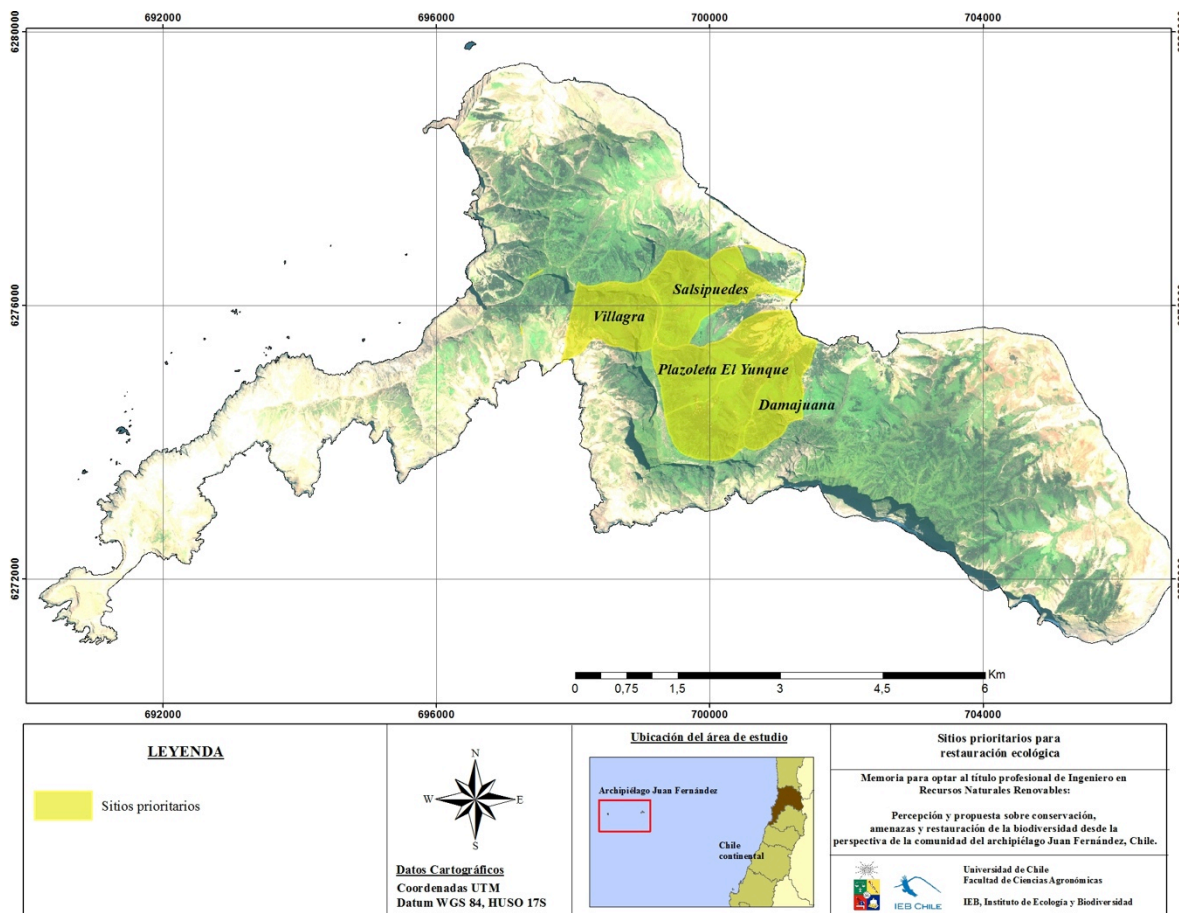 692000
696000
700000
704000
6280000
6276000
6272000
Salsipuedes
Villagra
Plazoleta El Yunque
Damajuana
Km
0
0,75
1,5
3
4,5
6
692000
696000
700000
704000
LEYENDA
Sitios prioritarios
N
W
E
S
Datos Cartográficos
Coordenadas UTM
Datum WGS 84, HUSO 17S
Ubicación del área de estudio
Archipiélago Juan Fernández
Chile
continental
Sitios prioritarios para
restauración ecológica
Memoria para optar al título profesional de Ingeniero en
Recursos Naturales Renovables:
Percepción y propuesta sobre conservación,
amenazas y restauración de la biodiversidad desde la
perspectiva de la comunidad del archipiélago Juan Fernández, Chile.
IEB CHILE
Universidad de Chile
Facultad de Ciencias Agronómicas
IEB, Instituto de Ecología y Biodiversidad